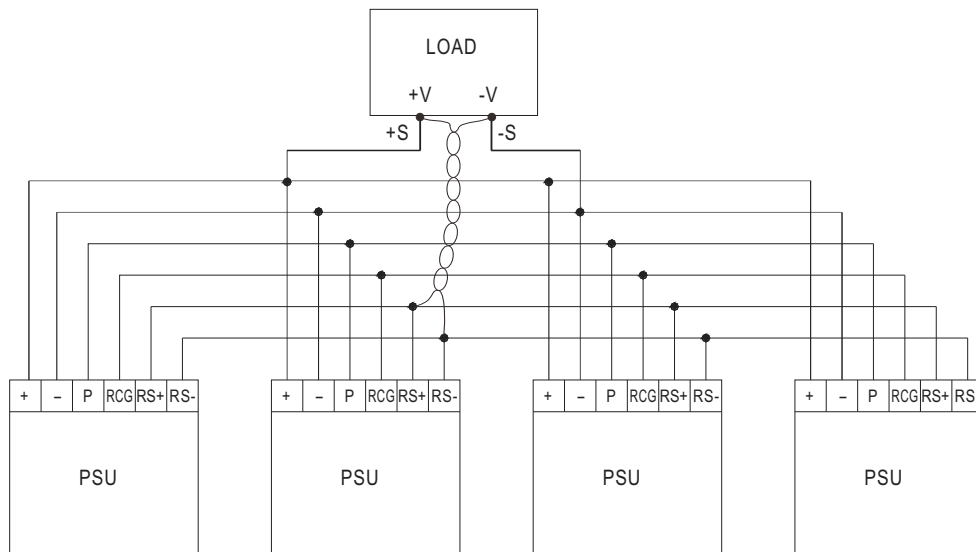 LOAD
+V -V
+S -S
+ – P RCG RS+ RS- + – P RCG RS+ RS- + – P RCG RS+ RS- + – P RCG RS+ RS
PSU PSU PSU PSU